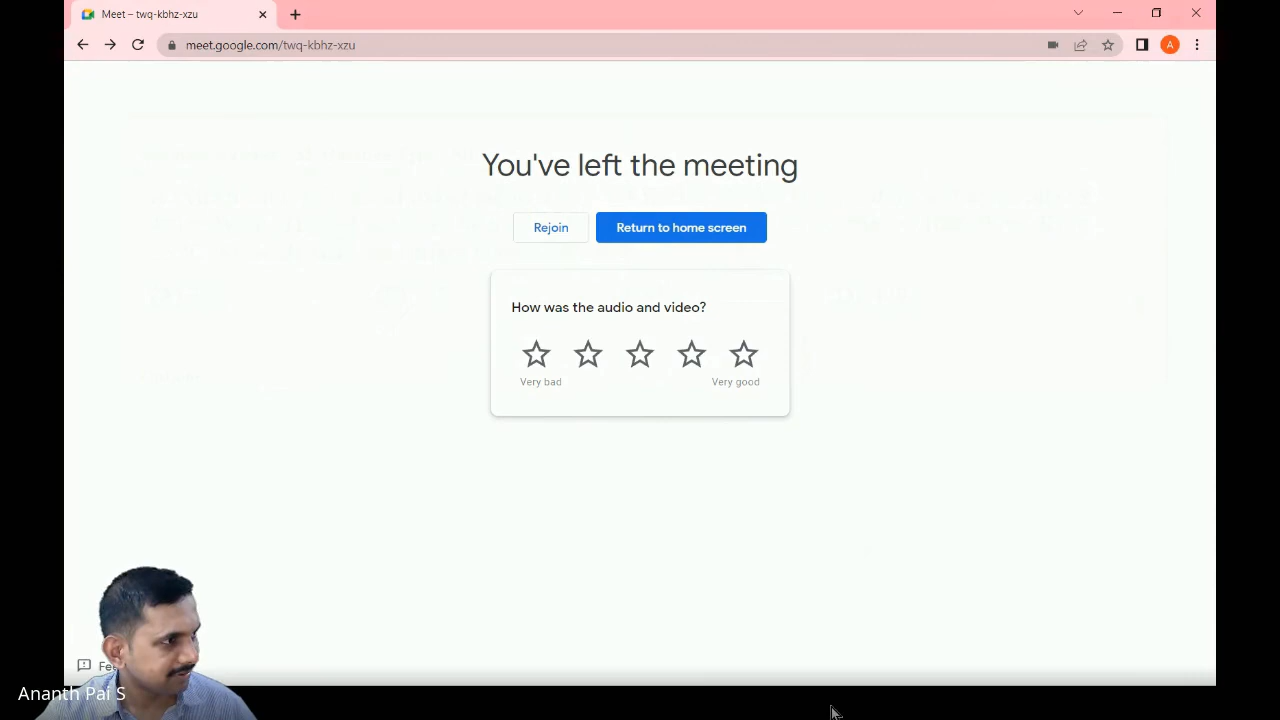 Meet – twq-kbhz-xzu
meet.google.com/twq-kbhz-xzu
A
You've left the meeting
Rejoin
Return to home screen
How was the audio and video?
Very bad
Very good
Ananth Pai S